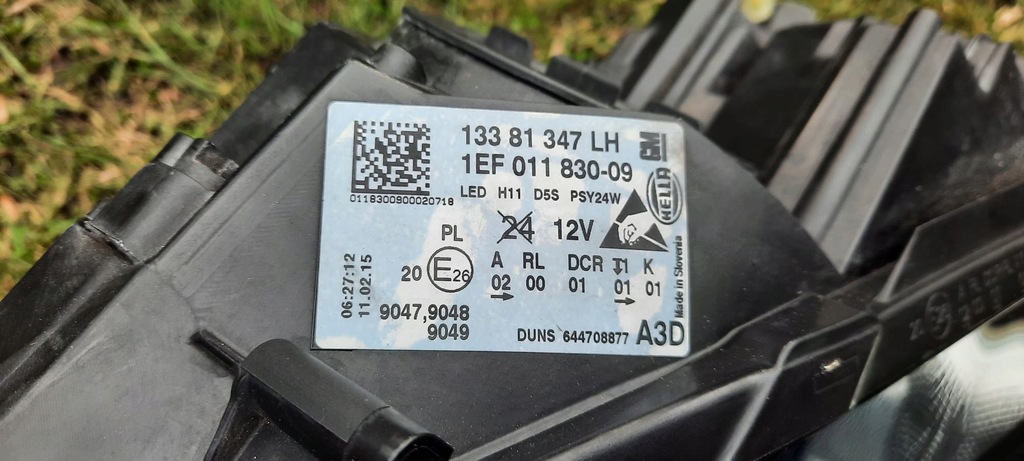 133 81 347 LH
GM
1EF 011 830-09
HELLA
LED H11 D5S PSY24W
0118300900020718
PL 24 12V
A RL DCR 1 K
20 E26 02 00 01 01 01
06:27:12
11.02.15
9047,9048
9049
DUNS 644708877 A3D
Made in Slovenia